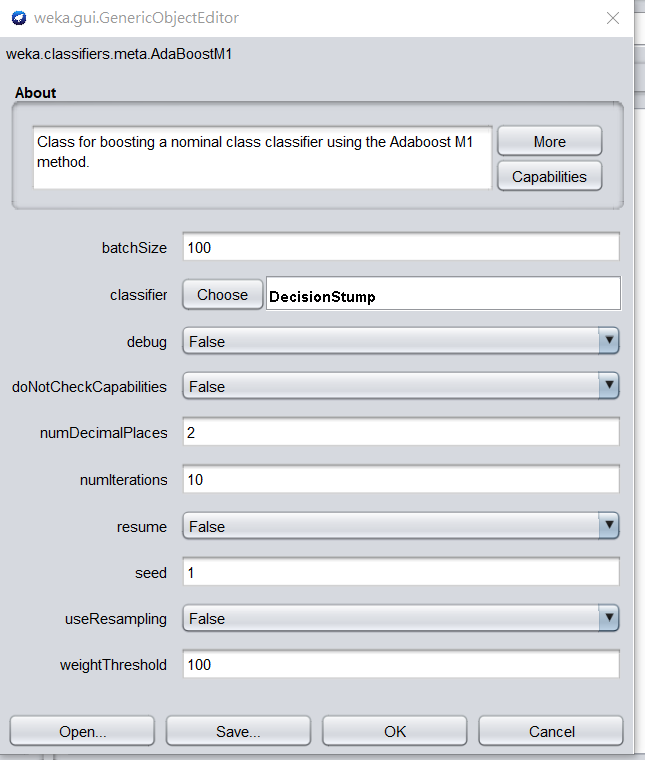 weka.gui.GenericObjectEditor
weka.classifiers.meta.AdaBoostM1
About
Class for boosting a nominal class classifier using the Adaboost M1
method.
More
Capabilities
batchSize 100
classifier Choose DecisionStump
debug False
doNotCheckCapabilities False
numDecimalPlaces 2
numIterations 10
resume False
seed 1
useResampling False
weightThreshold 100
Open... Save... OK Cancel